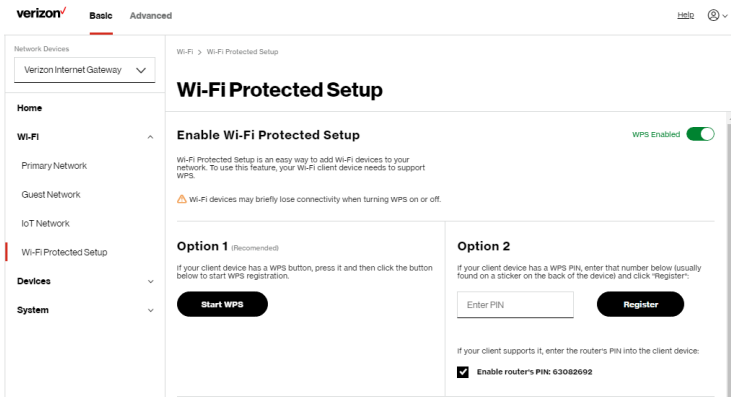 verizon✓
Basic
Advanced
Help
Network Devices
Verizon Internet Gateway
Home
Wi-Fi
Primary Network
Guest Network
IoT Network
Wi-Fi Protected Setup
Devices
System
Wi-Fi > Wi-Fi Protected Setup
Wi-Fi Protected Setup
Enable Wi-Fi Protected Setup
WPS Enabled
Wi-Fi Protected Setup is an easy way to add Wi-Fi devices to your
network. To use this feature, your Wi-Fi client device needs to support
WPS.
Wi-Fi devices may briefly lose connectivity when turning WPS on or off.
Option 1 (Recomended)
If your client device has a WPS button, press it and then click the button
below to start WPS registration.
Start WPS
Option 2
If your client device has a WPS PIN, enter that number below (usually
found on a sticker on the back of the device) and click "Register":
Enter PIN
Register
If your client supports it, enter the router's PIN into the client device:
Enable router's PIN: 63082692